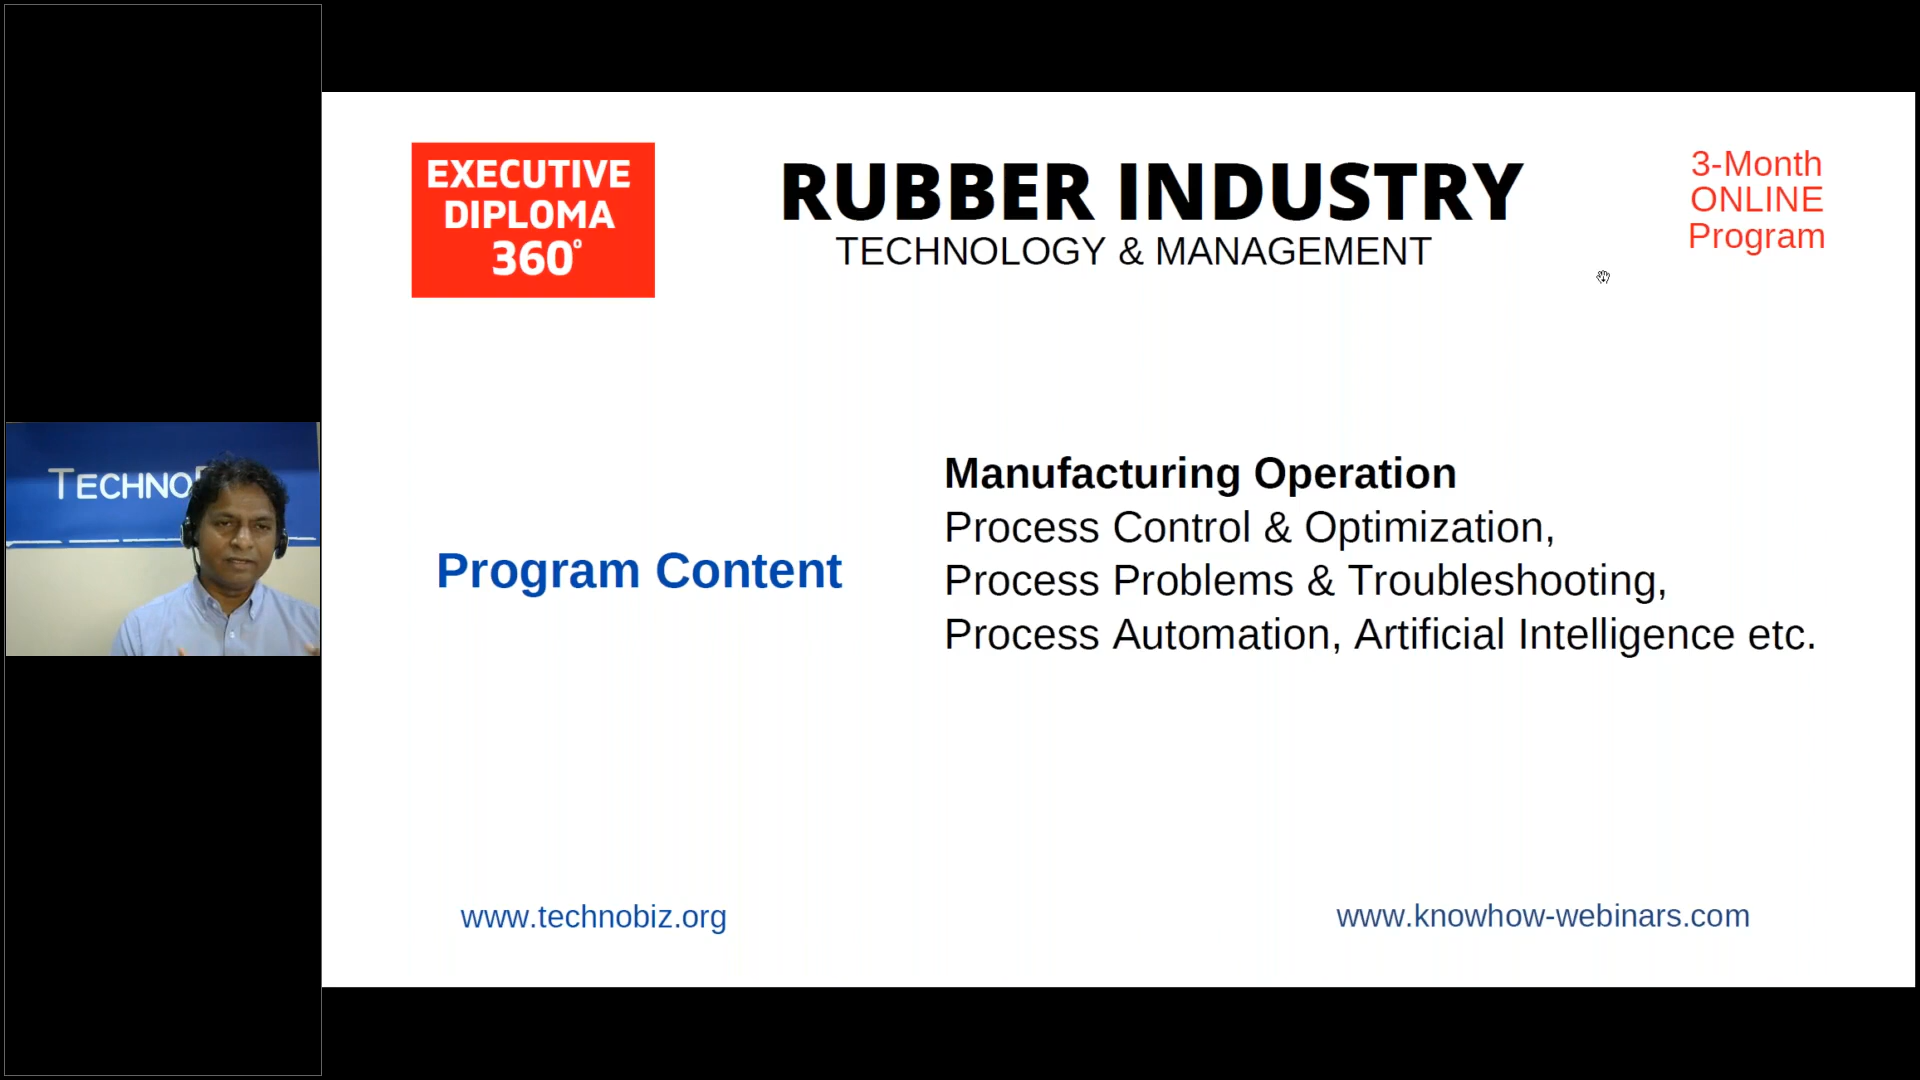 EXECUTIVE
DIPLOMA
360°
RUBBER INDUSTRY
TECHNOLOGY & MANAGEMENT
3-Month
ONLINE
Program
TECHNO
Program Content
Manufacturing Operation
Process Control & Optimization,
Process Problems & Troubleshooting,
Process Automation, Artificial Intelligence etc.
www.technobiz.org
www.knowhow-webinars.com